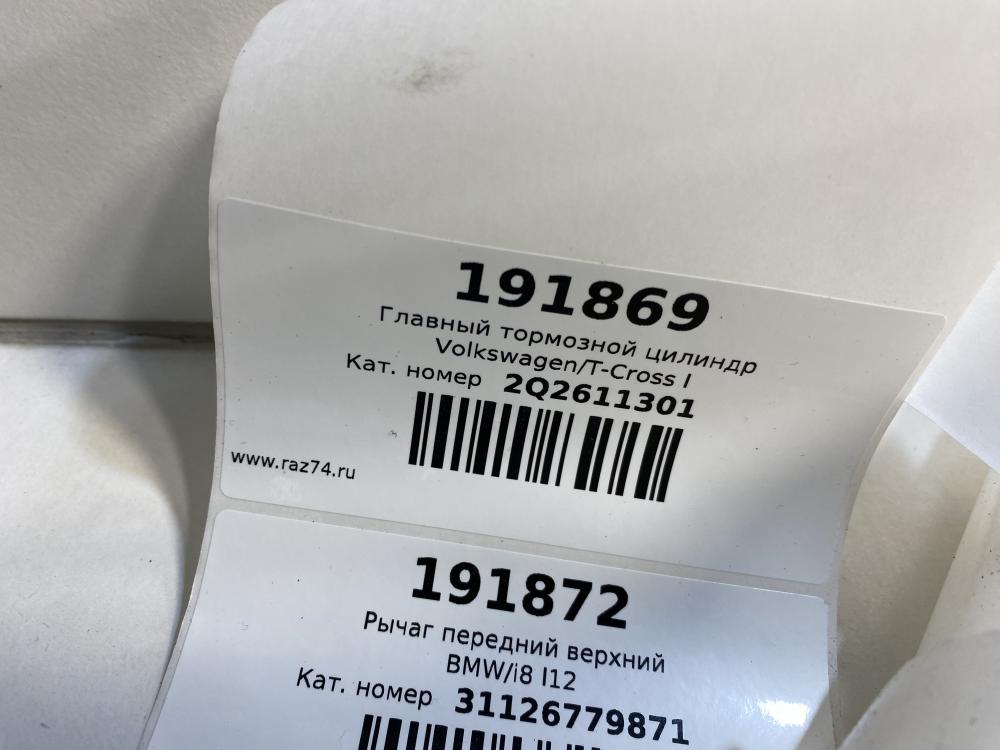 191869
Главный тормозной цилиндр
Volkswagen/T-Cross I
Кат. номер 2Q2611301
www.raz74.ru
191872
Рычаг передний верхний
BMW/i8 I12
Кат. номер 31126779871